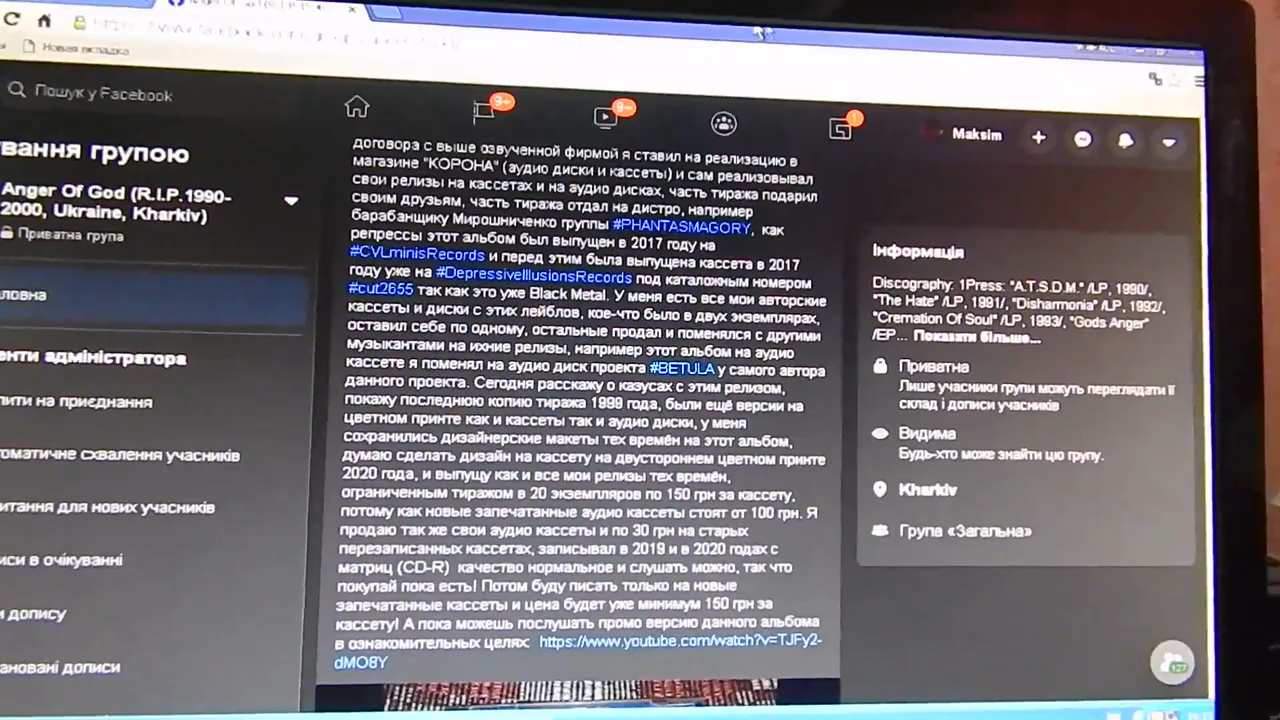 Новая вкладка
Пошук у Facebook
9+
9+
1
Maksim
вання групою
Anger Of God (R.I.P.1990-
2000, Ukraine, Kharkiv)
Приватна група
ловна
енти адміністратора
пити на приєднання
томатичне схвалення учасників
итання для нових учасників
иси в очікуванні
и допису
ановані дописи
договора с выше озвученной фирмой я ставил на реализацию в
магазине "КОРОНА" (аудио диски и кассеты) и сам реализовывал
свои релизы на кассетах и на аудио дисках, часть тиража подарил
своим друзьям, часть тиража отдал на дистро, например
барабанщику Мирошниченко группы #PHANTASMAGORY, как
репрессы этот альбом был выпущен в 2017 году на
#CVLminisRecords и перед этим была выпущена кассета в 2017
году уже на #DepressiveIllusionsRecords под каталожным номером
#cut2655 так как это уже Black Metal. У меня есть все мои авторские
кассеты и диски с этих лейблов, кое-что было в двух экземплярах,
оставил себе по одному, остальные продал и поменялся с другими
музыкантами на ихние релизы, например этот альбом на аудио
кассете я поменял на аудио диск проекта #BETULA у самого автора
данного проекта. Сегодня расскажу о казусах с этим релизом,
покажу последнюю копию тиража 1999 года, были ещё версии на
цветном принте как и кассеты так и аудио диски, у меня
сохранились дизайнерские макеты тех времён на этот альбом,
думаю сделать дизайн на кассету на двустороннем цветном принте
2020 года, и выпущу как и все мои релизы тех времён,
ограниченным тиражом в 20 экземпляров по 150 грн за кассету,
потому как новые запечатанные аудио кассеты стоят от 100 грн. Я
продаю так же свои аудио кассеты и по 30 грн на старых
перезаписанных кассетах, записывал в 2019 и в 2020 годах с
матриц (CD-R) качество нормальное и слушать можно, так что
покупай пока есть! Потом буду писать только на новые
запечатанные кассеты и цена будет уже минимум 150 грн за
кассету! А пока можешь послушать промо версию данного альбома
в ознакомительных целях https://www.youtube.com/watch?v=TJFy2-
dMO8Y
Інформація
Discography: 1Press: "A.T.S.D.M." /LP, 1990/,
"The Hate" /LP, 1991/, "Disharmonia" /LP, 1992/,
"Cremation Of Soul" /LP, 1993/, "Gods Anger"
/EP... Показати більше...
Приватна
Лише учасники групи можуть переглядати її
склад і дописи учасників
Видима
Будь-хто може знайти цю групу.
Kharkiv
Група «Загальна»
127